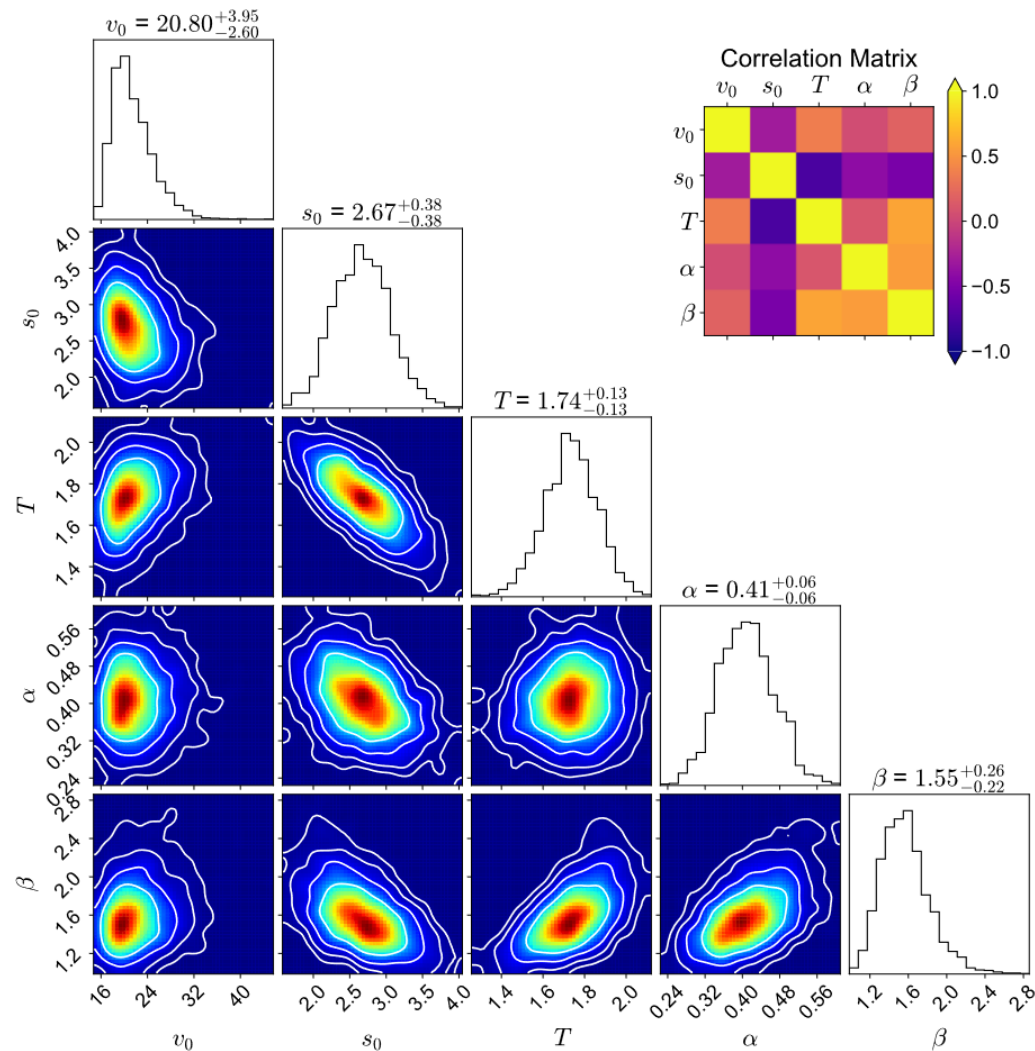 v₀ = 20.80 +3.95 −2.60
Correlation Matrix
v₀ s₀ T α β
v₀
s₀
T
α
β
1.0
0.5
0.0
−0.5
−1.0
s₀ = 2.67 +0.38 −0.38
s₀
4.0
3.5
3.0
2.5
2.0
T = 1.74 +0.13 −0.13
T
2.0
1.8
1.6
1.4
α = 0.41 +0.06 −0.06
α
0.56
0.48
0.40
0.32
0.24
β = 1.55 +0.26 −0.22
β
2.8
2.4
2.0
1.6
1.2
16 24 32 40
2.0 2.5 3.0 3.5 4.0
1.4 1.6 1.8 2.0
0.24 0.32 0.40 0.48 0.56
1.2 1.6 2.0 2.4 2.8
v₀ s₀ T α β